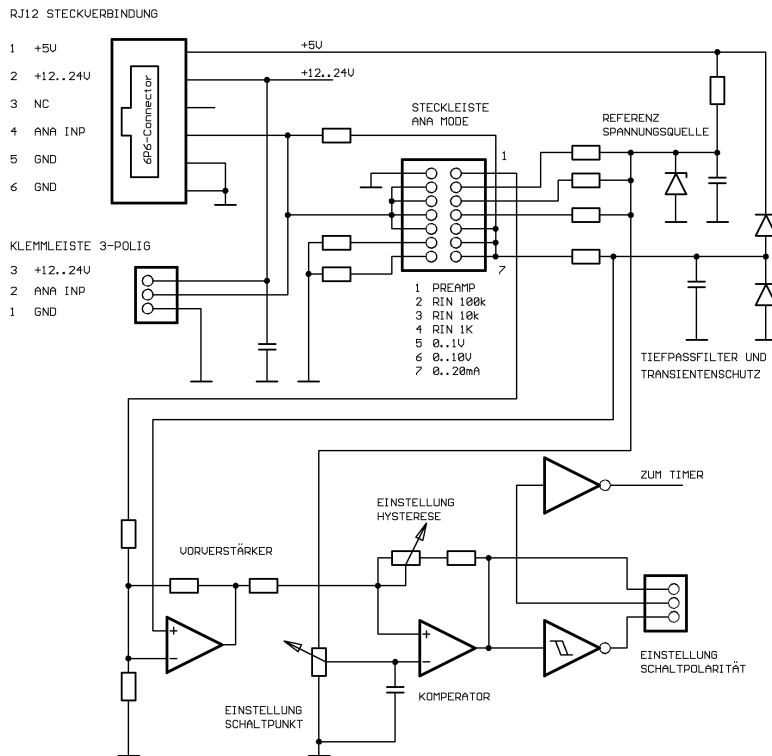 RJ12 STECKVERBINDUNG
1 +5V
2 +12..24V
3 NC
4 ANA INP
5 GND
6 GND
6P6-Connector
+5V
+12..24V
STECKLEISTE
ANA MODE
1
7
REFERENZ
SPANNUNGSQUELLE
KLEMMLEISTE 3-POLIG
3 +12..24V
2 ANA INP
1 GND
1 PREAMP
2 RIN 100k
3 RIN 10k
4 RIN 1K
5 0..1V
6 0..10V
7 0..20mA
TIEFPASSFILTER UND
TRANSIENTENSCHUTZ
ZUM TIMER
EINSTELLUNG
HYSTERESE
VORVERSTÄRKER
+
-
+
-
KOMPERATOR
EINSTELLUNG
SCHALTPUNKT
EINSTELLUNG
SCHALTPOLARITÄT